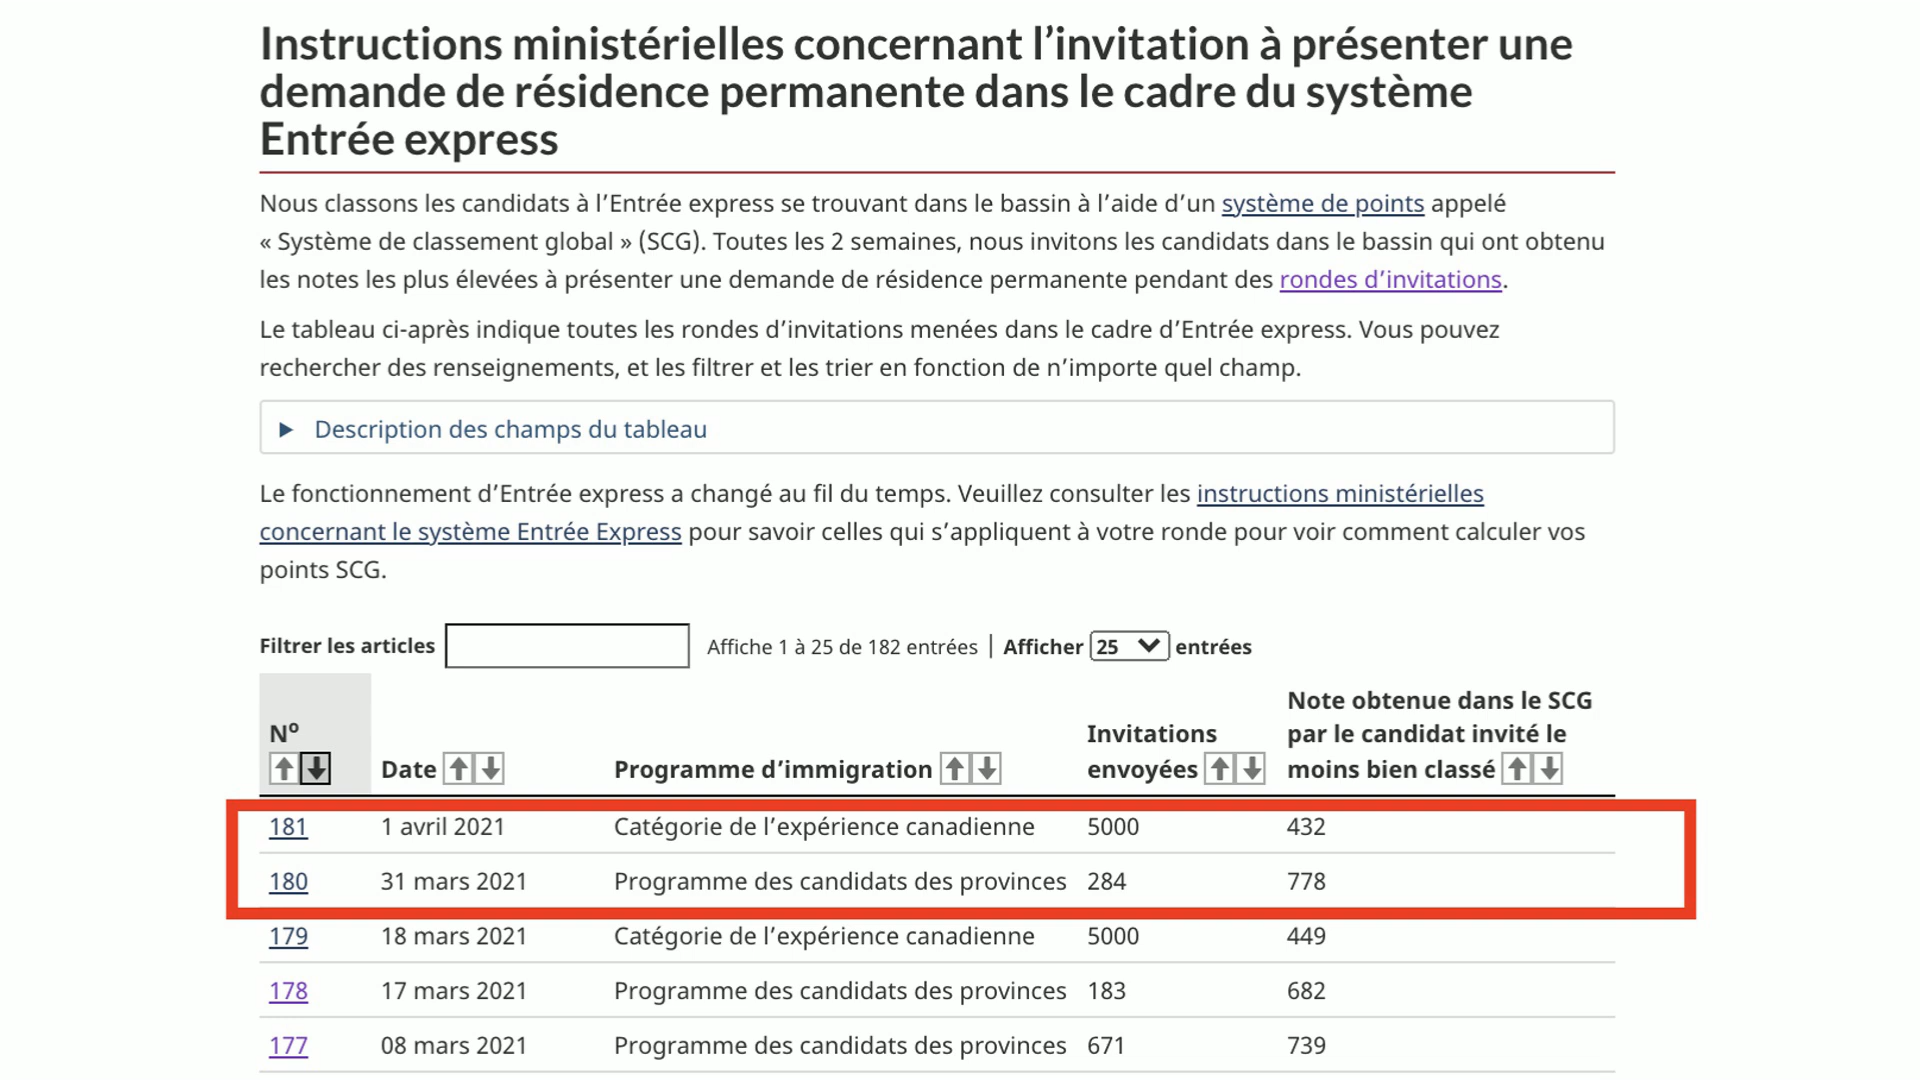 Instructions ministérielles concernant l’invitation à présenter une
demande de résidence permanente dans le cadre du système
Entrée express
Nous classons les candidats à l’Entrée express se trouvant dans le bassin à l’aide d’un système de points appelé
« Système de classement global » (SCG). Toutes les 2 semaines, nous invitons les candidats dans le bassin qui ont obtenu
les notes les plus élevées à présenter une demande de résidence permanente pendant des rondes d’invitations.
Le tableau ci-après indique toutes les rondes d’invitations menées dans le cadre d’Entrée express. Vous pouvez
rechercher des renseignements, et les filtrer et les trier en fonction de n’importe quel champ.
Description des champs du tableau
Le fonctionnement d’Entrée express a changé au fil du temps. Veuillez consulter les instructions ministérielles
concernant le système Entrée Express pour savoir celles qui s’appliquent à votre ronde pour voir comment calculer vos
points SCG.
Filtrer les articles Affiche 1 à 25 de 182 entrées | Afficher 25 entrées
Nº
Date
Programme d’immigration
Invitations
envoyées
Note obtenue dans le SCG
par le candidat invité le
moins bien classé
181 1 avril 2021 Catégorie de l’expérience canadienne 5000 432
180 31 mars 2021 Programme des candidats des provinces 284 778
179 18 mars 2021 Catégorie de l’expérience canadienne 5000 449
178 17 mars 2021 Programme des candidats des provinces 183 682
177 08 mars 2021 Programme des candidats des provinces 671 739